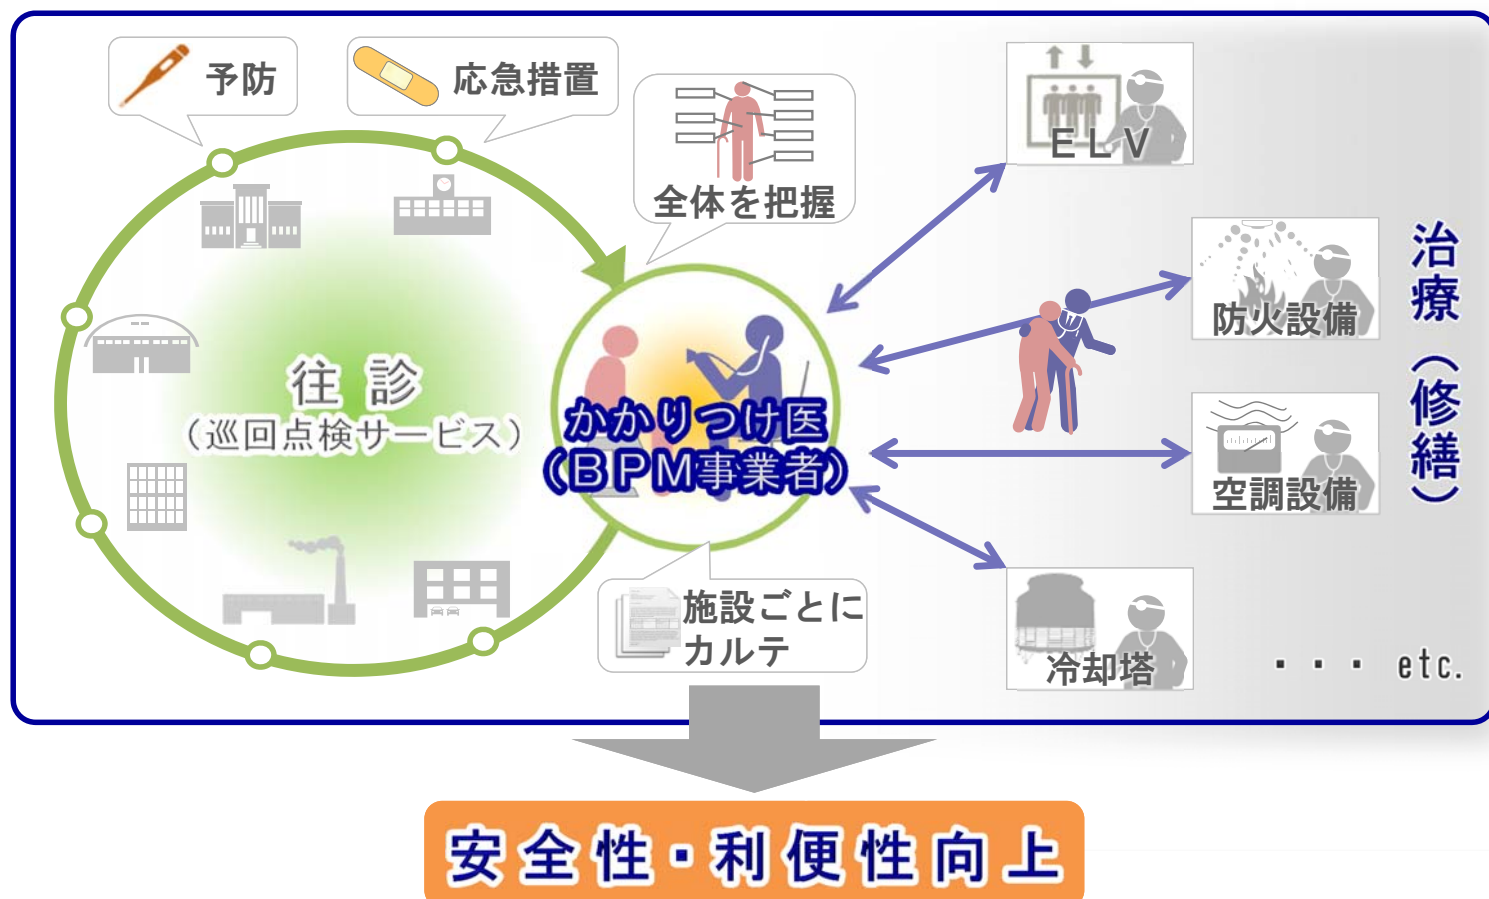 予防
応急措置
全体を把握
往診
（巡回点検サービス）
かかりつけ医
（ＢＰＭ事業者）
施設ごとに
カルテ
ＥＬＶ
防火設備
空調設備
冷却塔
・・・ etc.
治療（修繕）
安全性・利便性向上